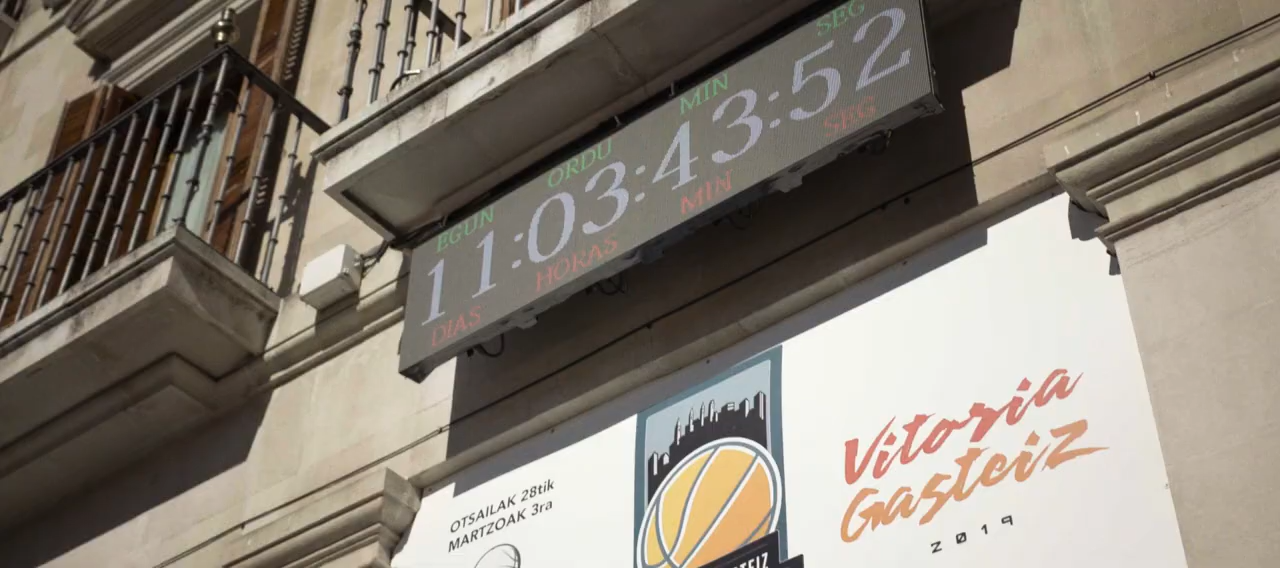 EGUN ORDU MIN SEG
11:03:43:52
DIAS HORAS MIN SEG
OTSAILAK 28tik
MARTZOAK 3ra
Vitoria
Gasteiz
2019